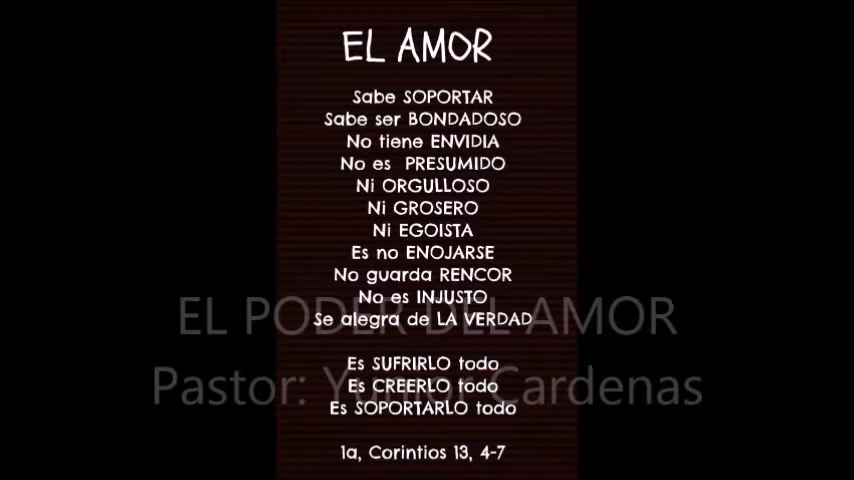 EL AMOR
Sabe SOPORTAR
Sabe ser BONDADOSO
No tiene ENVIDIA
No es PRESUMIDO
Ni ORGULLOSO
Ni GROSERO
Ni EGOISTA
Es no ENOJARSE
No guarda RENCOR
No es INJUSTO
EL PODER DEL AMOR
Se alegra de LA VERDAD
Es SUFRIRLO todo
Es CREERLO todo
Pastor: Yunior Cardenas
Es SOPORTARLO todo
1a, Corintios 13, 4-7